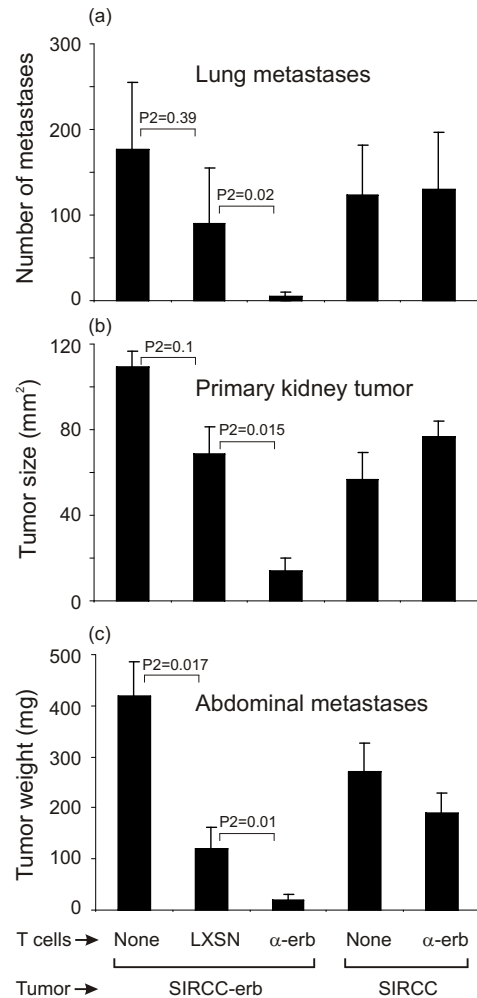 (a)
300
Lung metastases
P2=0.39
200
P2=0.02
100
0
Number of metastases
(b)
120
P2=0.1
Primary kidney tumor
80
P2=0.015
40
0
Tumor size (mm²)
(c)
500
P2=0.017
400
Abdominal metastases
300
200
P2=0.01
100
0
Tumor weight (mg)
T cells → None LXSN α-erb None α-erb
Tumor → SIRCC-erb SIRCC